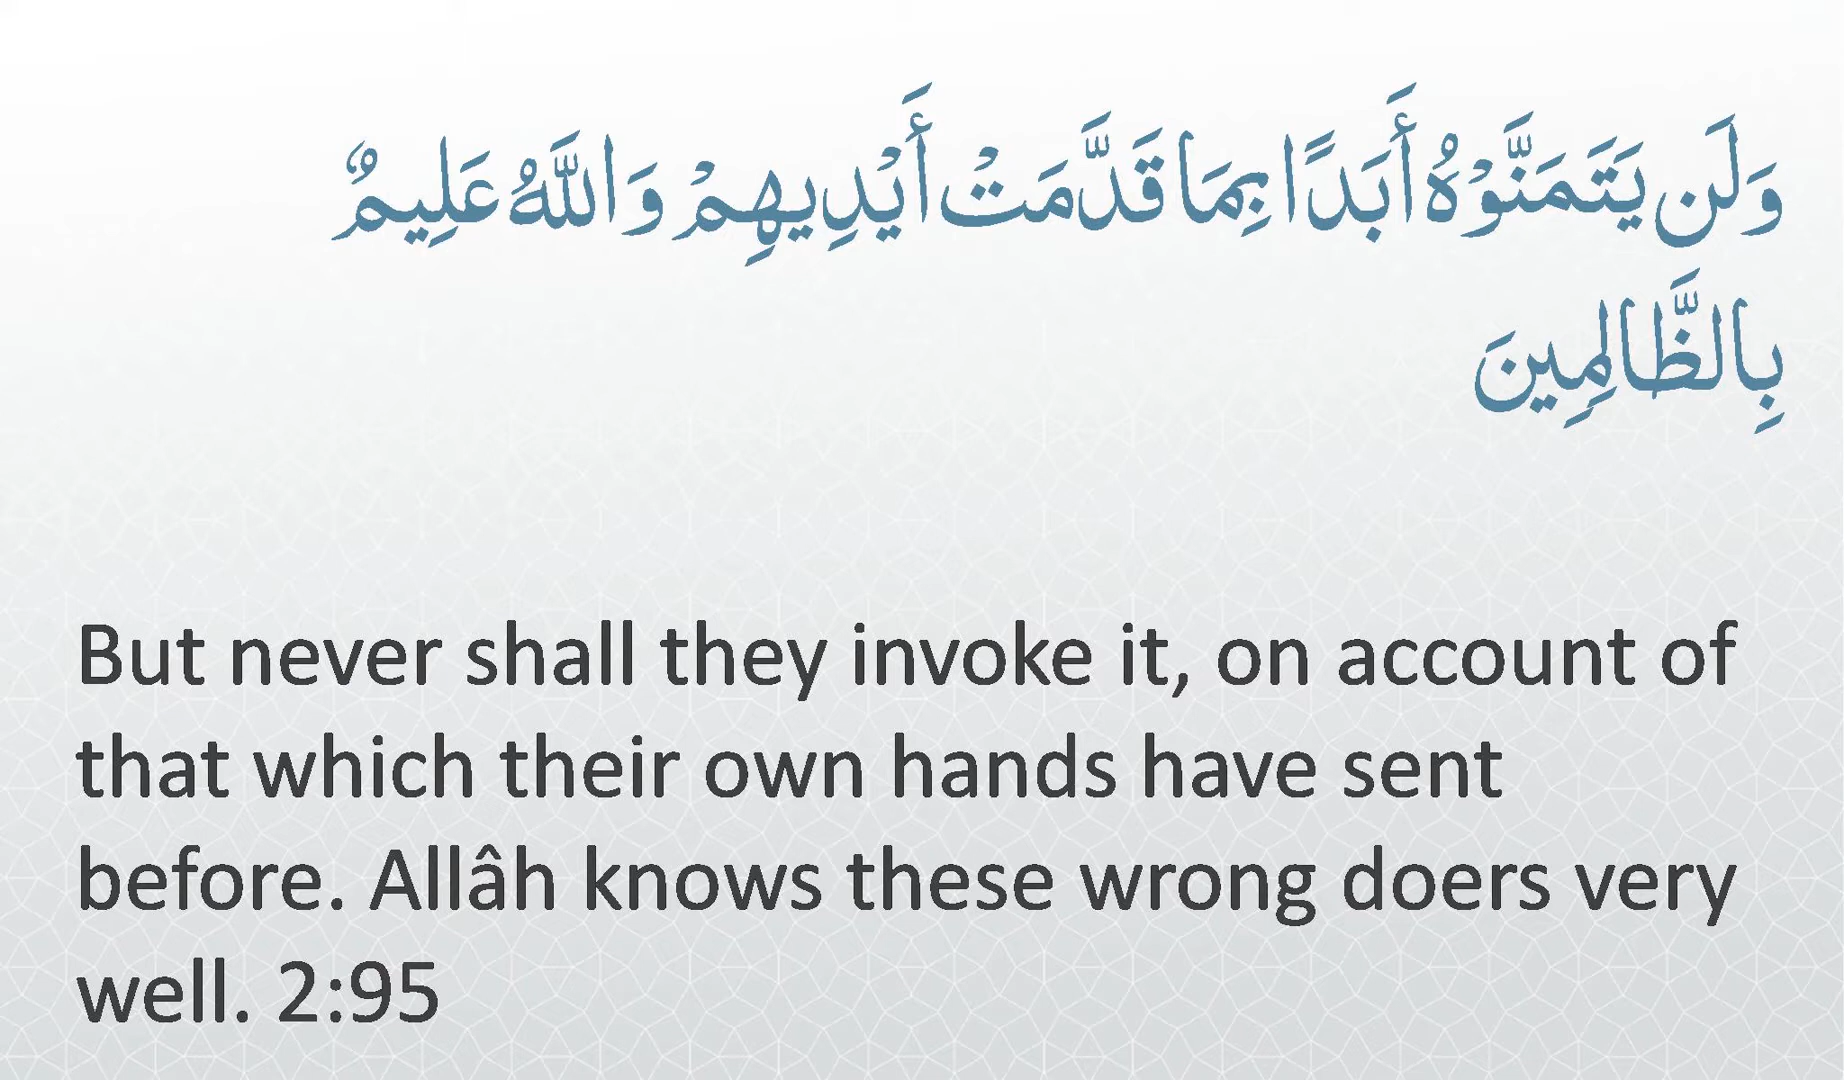 وَلَن يَتَمَنَّوْهُ أَبَدًا بِمَا قَدَّمَتْ أَيْدِيهِمْ وَاللَّهُ عَلِيمٌ
بِالظَّالِمِينَ
But never shall they invoke it, on account of
that which their own hands have sent
before. Allâh knows these wrong doers very
well. 2:95